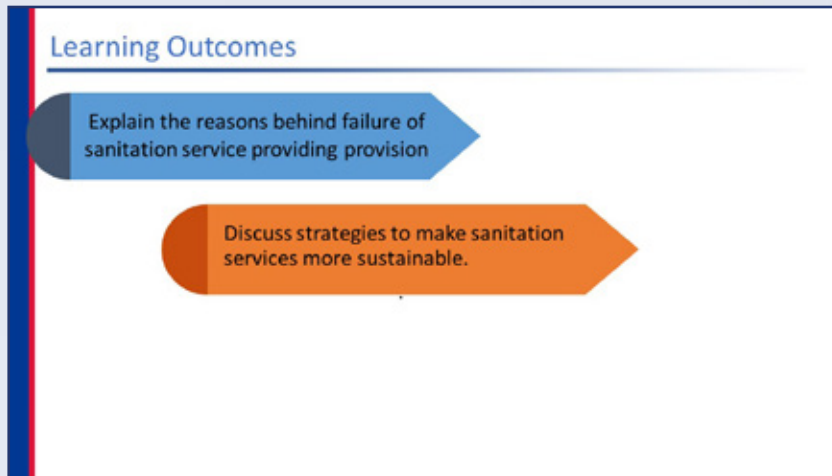 Learning Outcomes
Explain the reasons behind failure of
sanitation service providing provision
Discuss strategies to make sanitation
services more sustainable.
.